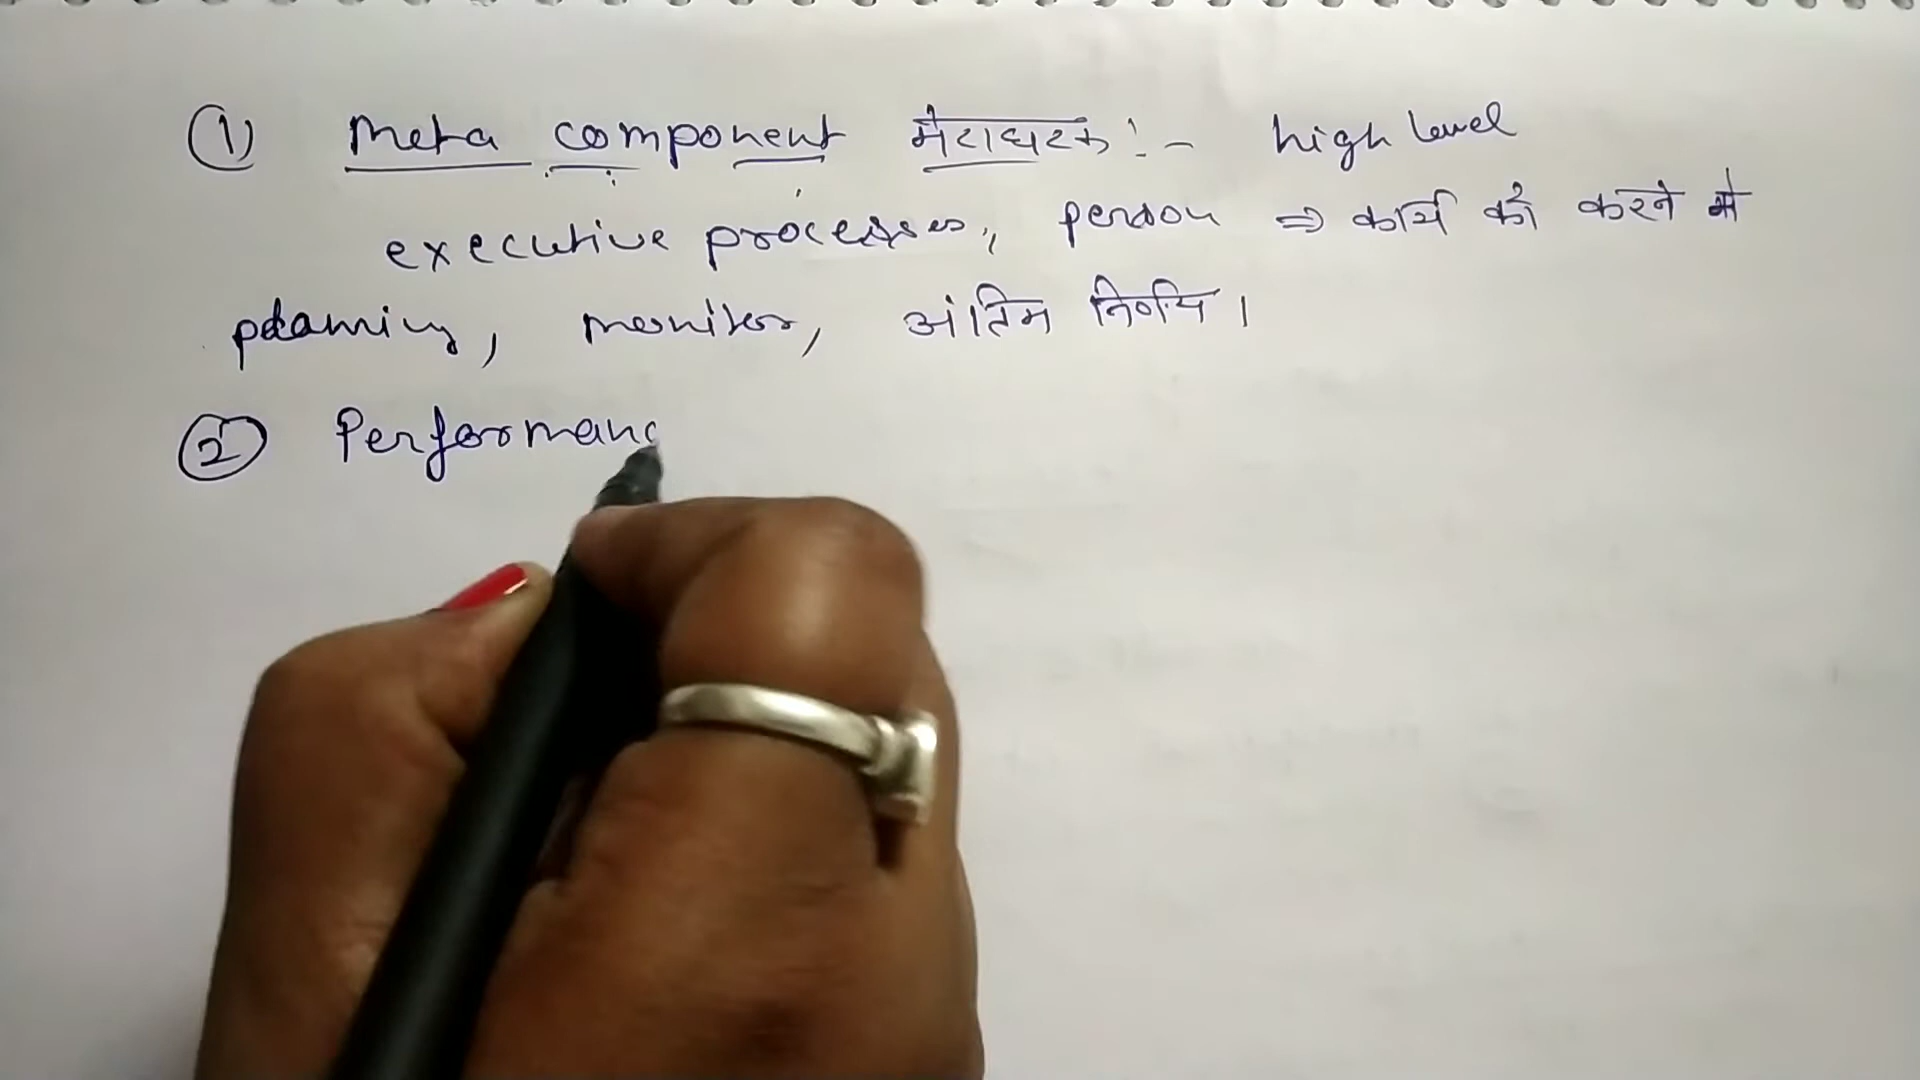 ① Meta component मेटाघटक :- high level
executive processes, person ⇒ कार्य को करने में
planning, monitor, अंतिम निर्णय।
② Performanc